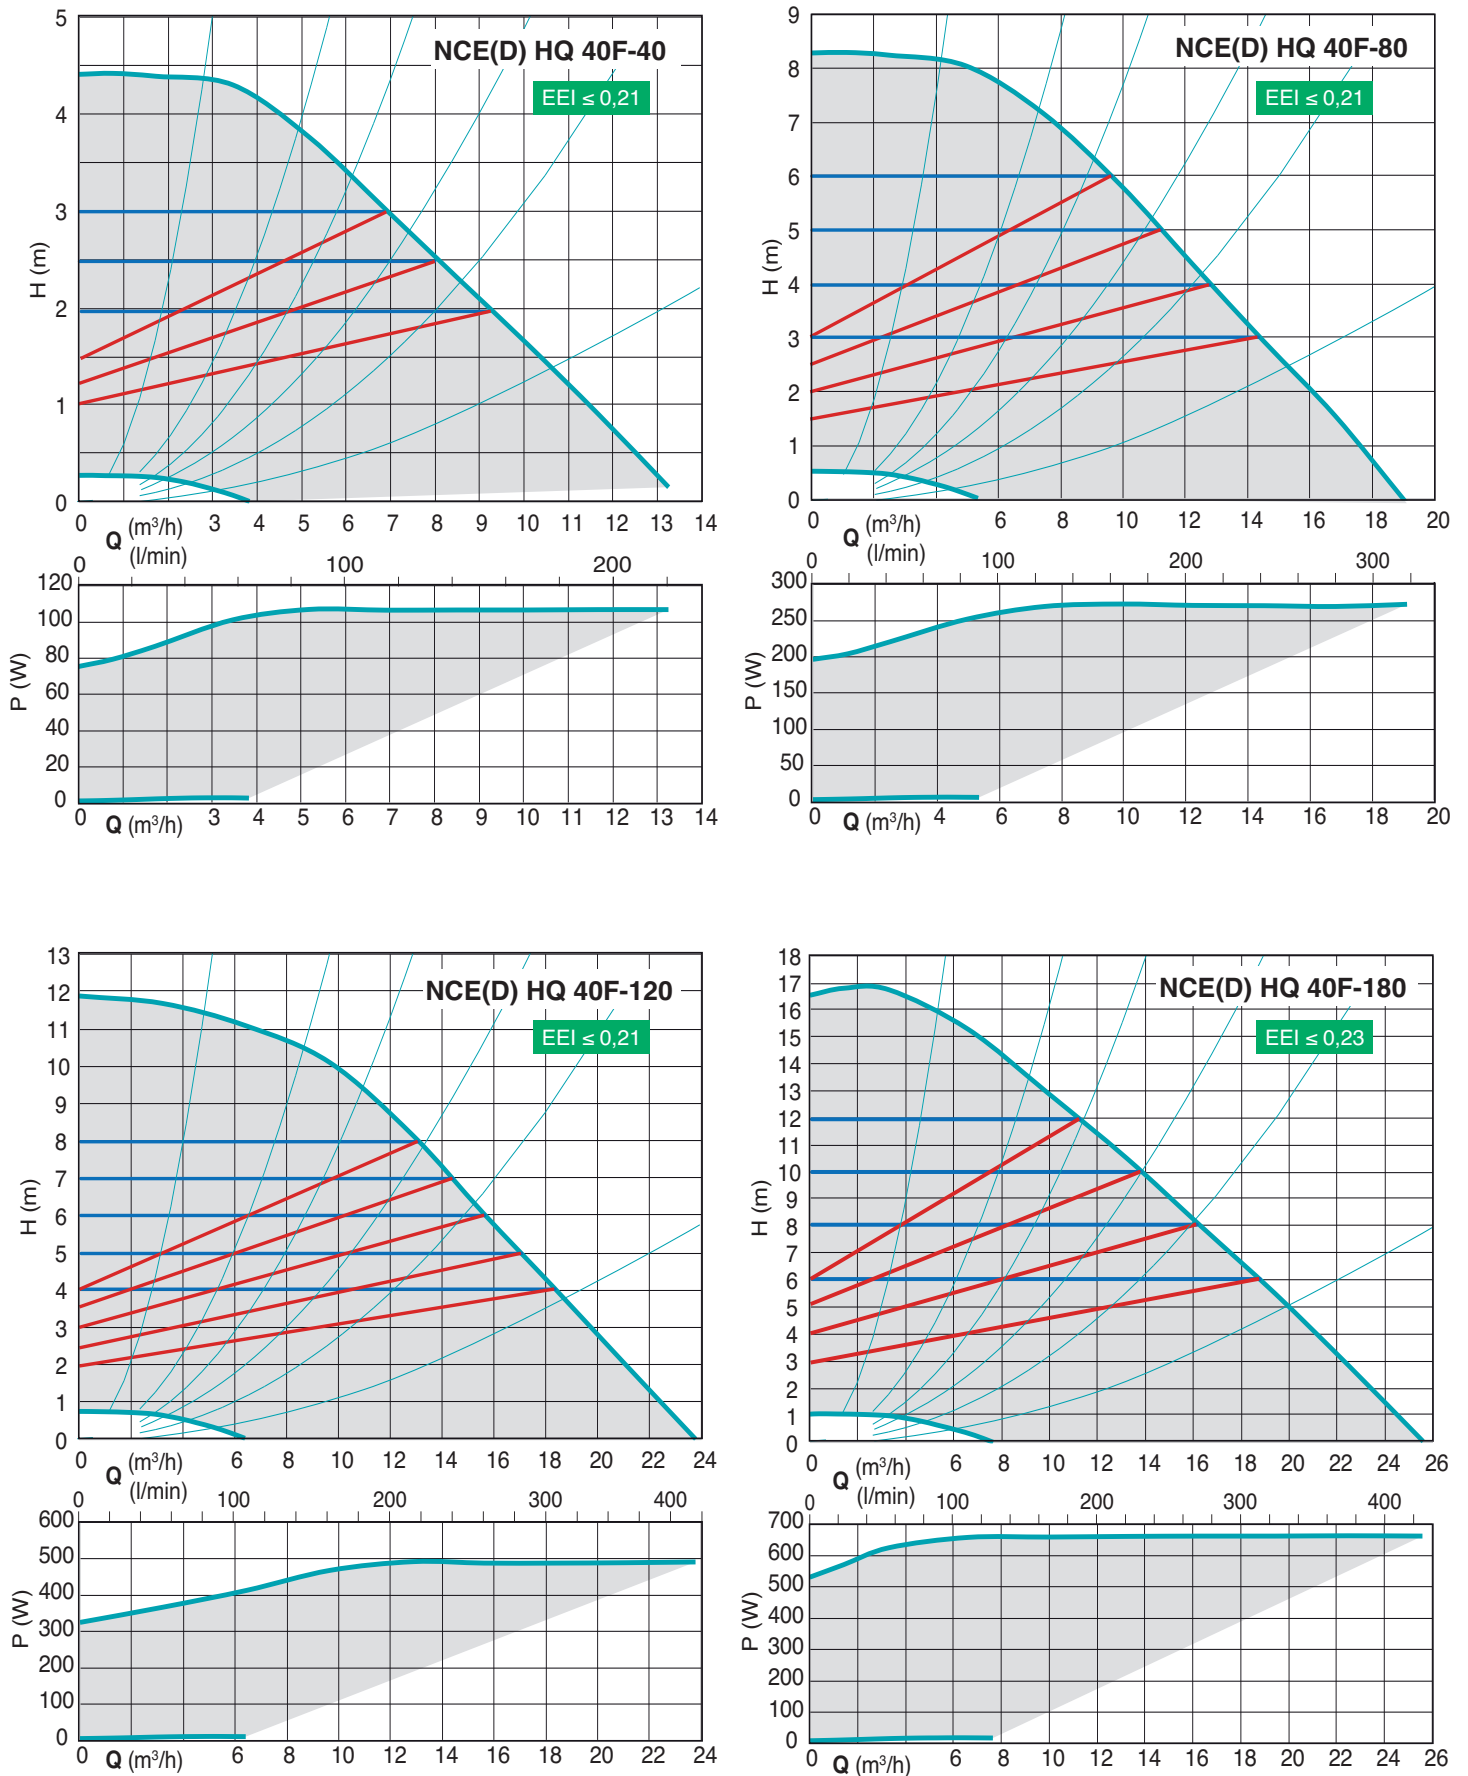 NCE(D) HQ 40F-40
EEI ≤ 0,21
H (m)
5
4
3
2
1
0
0 3 4 5 6 7 8 9 10 11 12 13 14
Q (m³/h)
(l/min)
0 100 200
P (W)
120
100
80
60
40
20
0
0 Q (m³/h) 3 4 5 6 7 8 9 10 11 12 13 14
NCE(D) HQ 40F-80
EEI ≤ 0,21
H (m)
9
8
7
6
5
4
3
2
1
0
0 6 8 10 12 14 16 18 20
Q (m³/h)
(l/min)
0 100 200 300
P (W)
300
250
200
150
100
50
0
0 Q (m³/h) 4 6 8 10 12 14 16 18 20
NCE(D) HQ 40F-120
EEI ≤ 0,21
H (m)
13
12
11
10
9
8
7
6
5
4
3
2
1
0
0 6 8 10 12 14 16 18 20 22 24
Q (m³/h)
(l/min)
0 100 200 300 400
P (W)
600
500
400
300
200
100
0
0 Q (m³/h) 6 8 10 12 14 16 18 20 22 24
NCE(D) HQ 40F-180
EEI ≤ 0,23
H (m)
18
17
16
15
14
13
12
11
10
9
8
7
6
5
4
3
2
1
0
0 6 8 10 12 14 16 18 20 22 24 26
Q (m³/h)
(l/min)
0 100 200 300 400
P (W)
700
600
500
400
300
200
100
0
0 Q (m³/h) 6 8 10 12 14 16 18 20 22 24 26